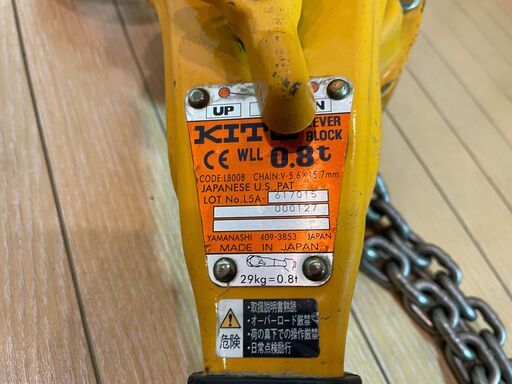 UP
KITO LEVER BLOCK
CE WLL 0.8t
CODE:LB008 CHAIN:V-5.6×15.7mm
JAPANESE U.S. PAT
LOT No.L5A- 617015
000127
YAMANASHI 409-3853 JAPAN
MADE IN JAPAN
29kg=0.8t
危険
・取扱説明書熟読
・オーバーロード厳禁
・荷の真下での操作厳禁
・日常点検励行